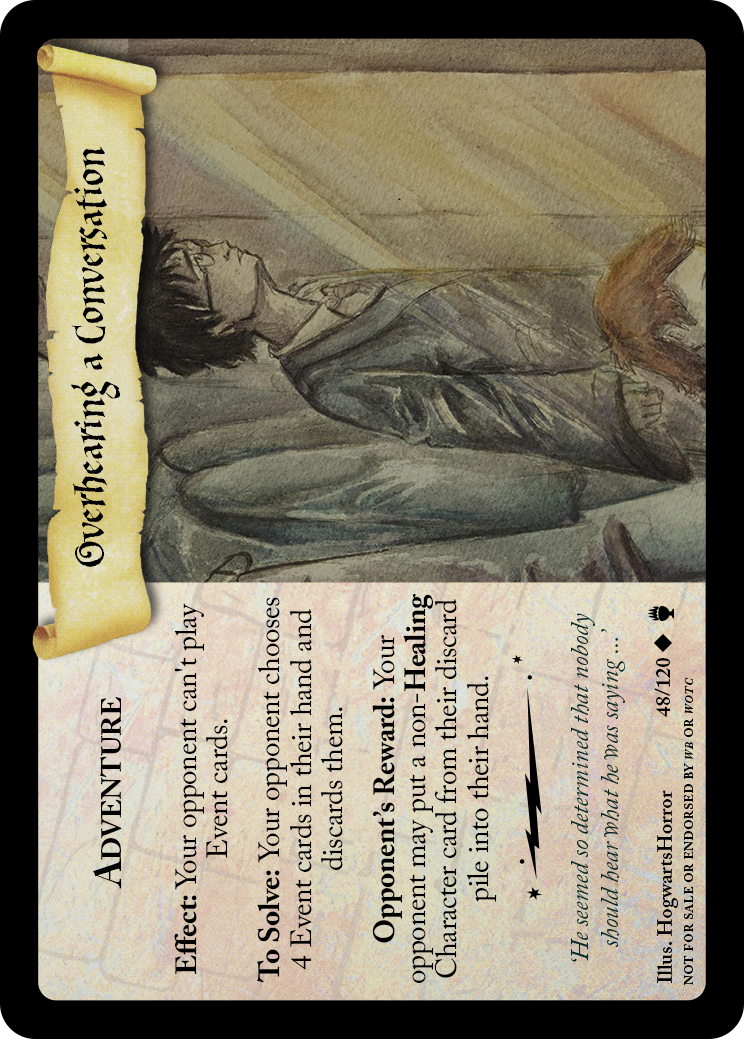 Overhearing a Conversation
ADVENTURE
Effect: Your opponent can't play
Event cards.
To Solve: Your opponent chooses
4 Event cards in their hand and
discards them.
Opponent's Reward: Your
opponent may put a non-Healing
Character card from their discard
pile into their hand.
'He seemed so determined that nobody
should hear what he was saying ...'
Illus. HogwartsHorror 48/120
NOT FOR SALE OR ENDORSED BY WB OR WOTC